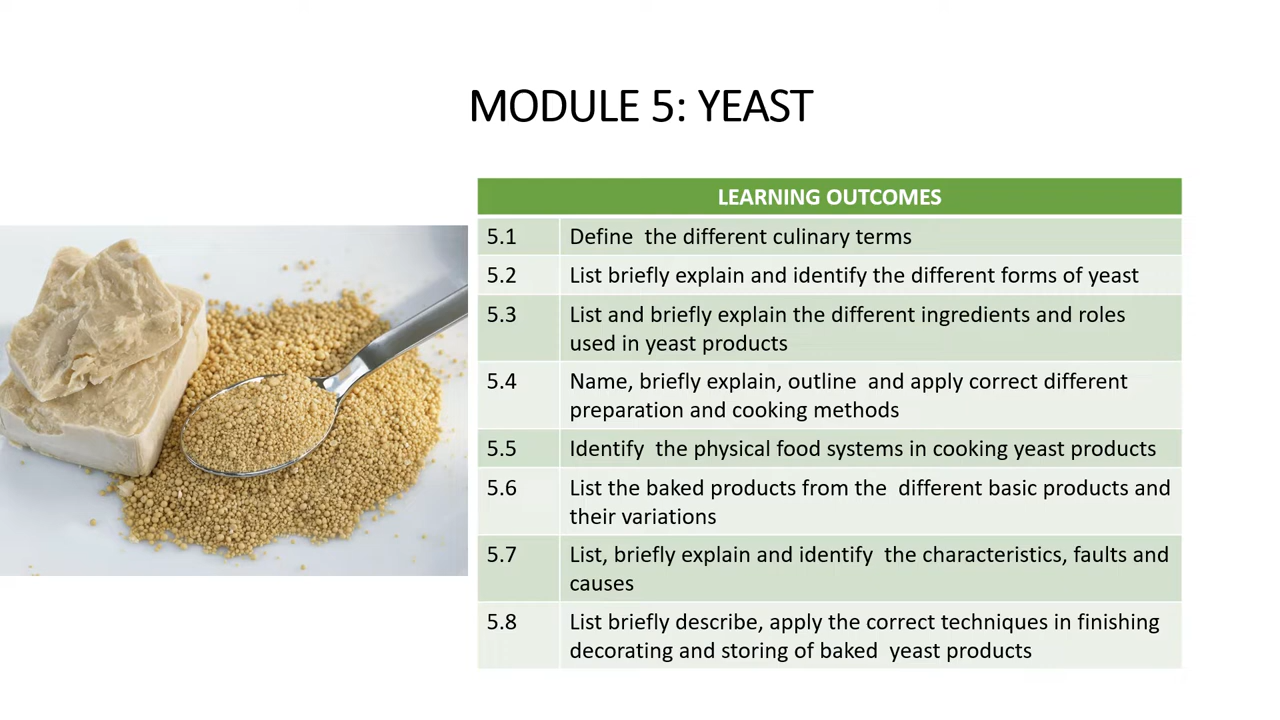 MODULE 5: YEAST
LEARNING OUTCOMES
5.1 Define  the different culinary terms
5.2 List briefly explain and identify the different forms of yeast
5.3 List and briefly explain the different ingredients and roles
used in yeast products
5.4 Name, briefly explain, outline  and apply correct different
preparation and cooking methods
5.5 Identify  the physical food systems in cooking yeast products
5.6 List the baked products from the  different basic products and
their variations
5.7 List, briefly explain and identify  the characteristics, faults and
causes
5.8 List briefly describe, apply the correct techniques in finishing
decorating and storing of baked  yeast products